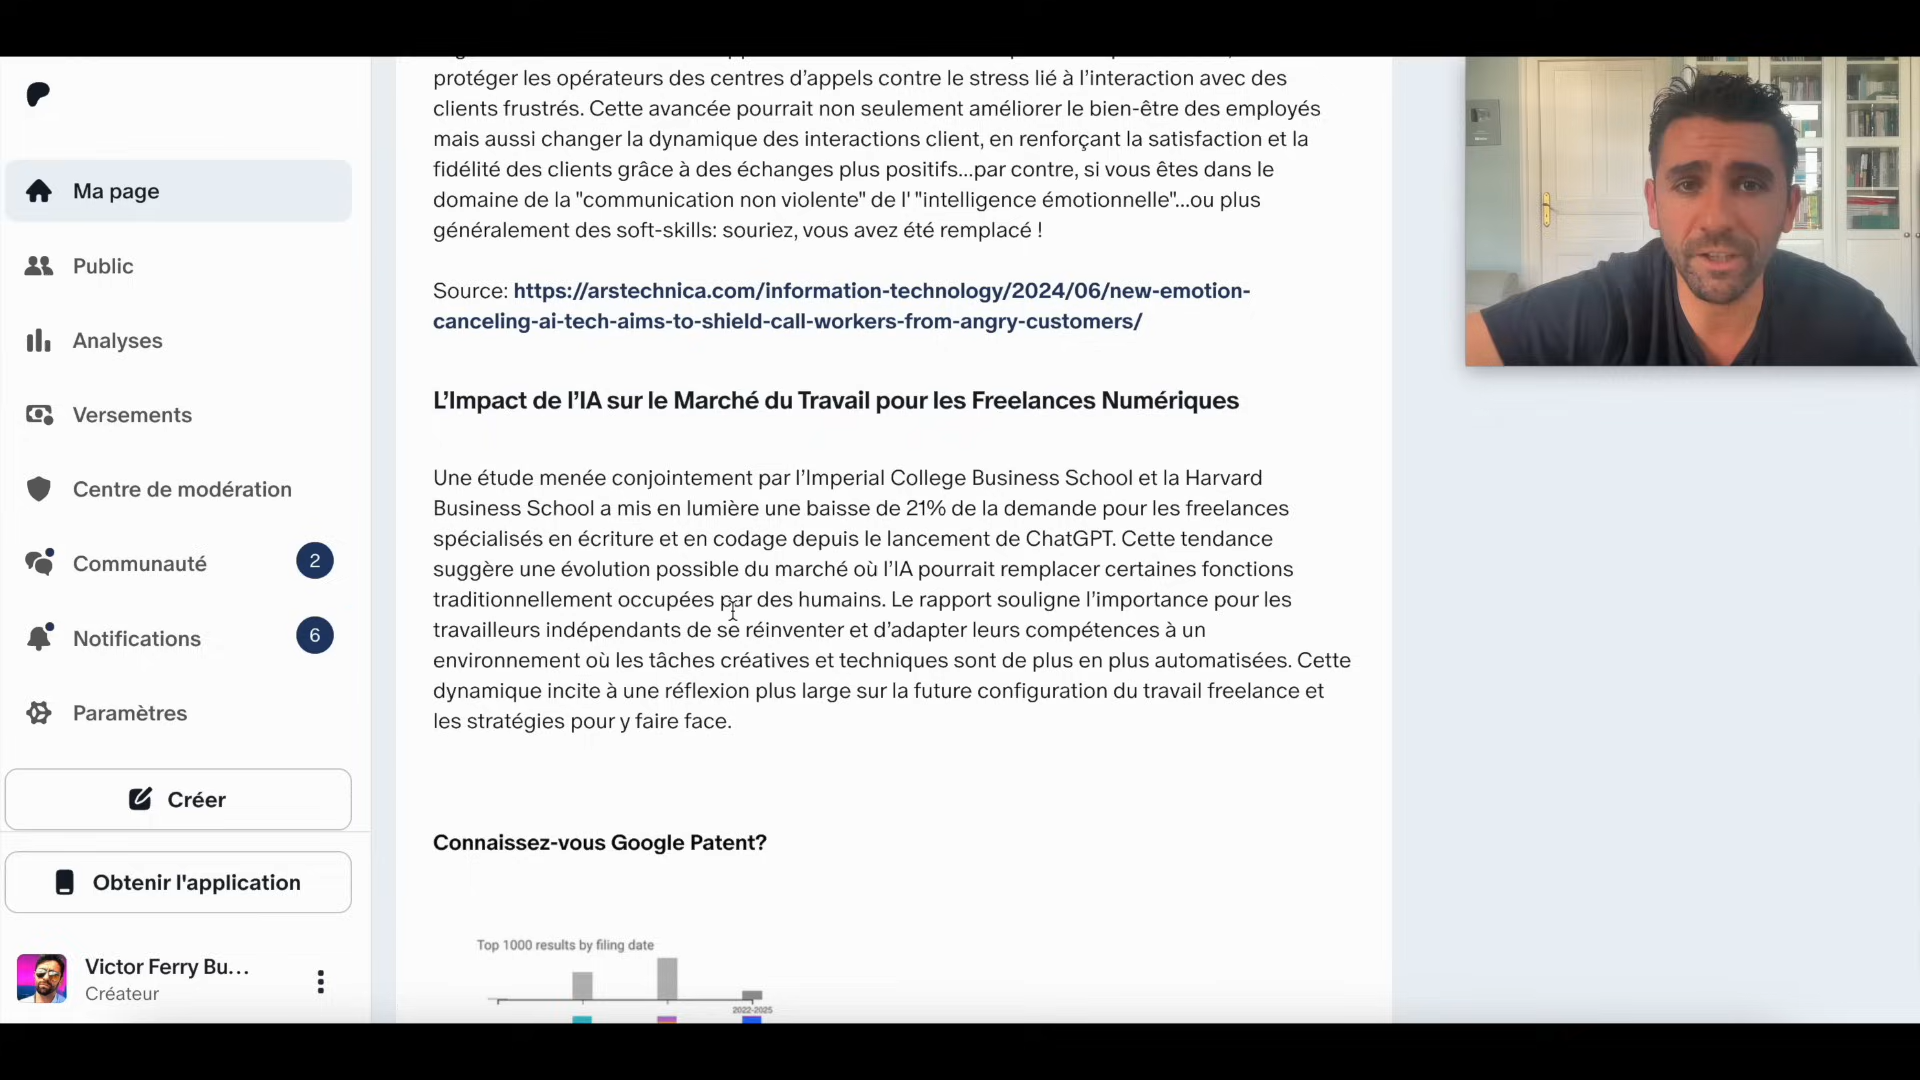 protéger les opérateurs des centres d’appels contre le stress lié à l’interaction avec des
clients frustrés. Cette avancée pourrait non seulement améliorer le bien-être des employés
mais aussi changer la dynamique des interactions client, en renforçant la satisfaction et la
fidélité des clients grâce à des échanges plus positifs...par contre, si vous êtes dans le
domaine de la "communication non violente" de l' "intelligence émotionnelle"...ou plus
généralement des soft-skills: souriez, vous avez été remplacé !
Source: https://arstechnica.com/information-technology/2024/06/new-emotion-
canceling-ai-tech-aims-to-shield-call-workers-from-angry-customers/
L’Impact de l’IA sur le Marché du Travail pour les Freelances Numériques
Une étude menée conjointement par l’Imperial College Business School et la Harvard
Business School a mis en lumière une baisse de 21% de la demande pour les freelances
spécialisés en écriture et en codage depuis le lancement de ChatGPT. Cette tendance
suggère une évolution possible du marché où l’IA pourrait remplacer certaines fonctions
traditionnellement occupées par des humains. Le rapport souligne l’importance pour les
travailleurs indépendants de se réinventer et d’adapter leurs compétences à un
environnement où les tâches créatives et techniques sont de plus en plus automatisées. Cette
dynamique incite à une réflexion plus large sur la future configuration du travail freelance et
les stratégies pour y faire face.
Connaissez-vous Google Patent?
Top 1000 results by filing date
2022-2025
Ma page
Public
Analyses
Versements
Centre de modération
Communauté 2
Notifications 6
Paramètres
Créer
Obtenir l'application
Victor Ferry Bu...
Créateur